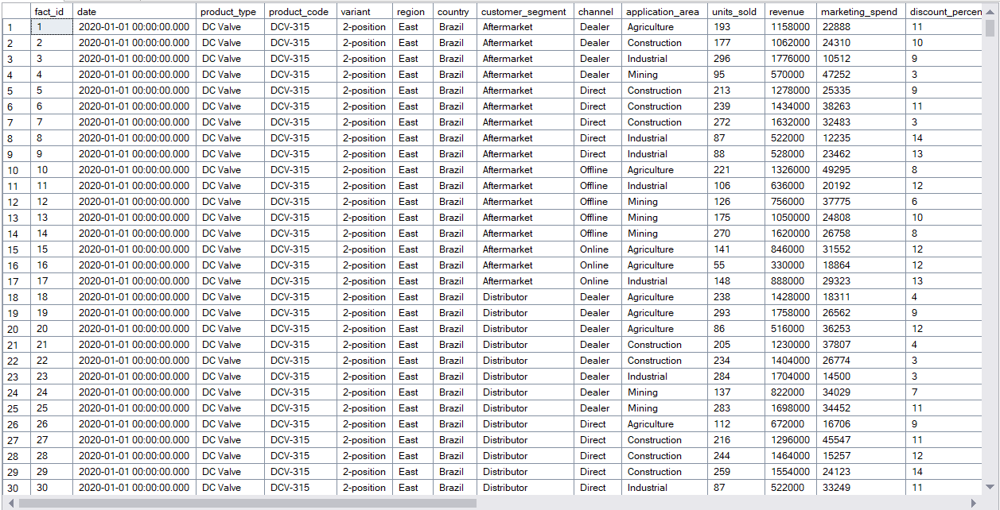 fact_id date product_type product_code variant region country customer_segment channel application_area units_sold revenue marketing_spend discount_percen
1 1 2020-01-01 00:00:00.000 DC Valve DCV-315 2-position East Brazil Aftermarket Dealer Agriculture 193 1158000 22888 11
2 2 2020-01-01 00:00:00.000 DC Valve DCV-315 2-position East Brazil Aftermarket Dealer Construction 177 1062000 24310 10
3 3 2020-01-01 00:00:00.000 DC Valve DCV-315 2-position East Brazil Aftermarket Dealer Industrial 296 1776000 10512 9
4 4 2020-01-01 00:00:00.000 DC Valve DCV-315 2-position East Brazil Aftermarket Dealer Mining 95 570000 47252 3
5 5 2020-01-01 00:00:00.000 DC Valve DCV-315 2-position East Brazil Aftermarket Direct Construction 213 1278000 25335 9
6 6 2020-01-01 00:00:00.000 DC Valve DCV-315 2-position East Brazil Aftermarket Direct Construction 239 1434000 38263 11
7 7 2020-01-01 00:00:00.000 DC Valve DCV-315 2-position East Brazil Aftermarket Direct Construction 272 1632000 32483 3
8 8 2020-01-01 00:00:00.000 DC Valve DCV-315 2-position East Brazil Aftermarket Direct Industrial 87 522000 12235 14
9 9 2020-01-01 00:00:00.000 DC Valve DCV-315 2-position East Brazil Aftermarket Direct Industrial 88 528000 23462 13
10 10 2020-01-01 00:00:00.000 DC Valve DCV-315 2-position East Brazil Aftermarket Offline Agriculture 221 1326000 49295 8
11 11 2020-01-01 00:00:00.000 DC Valve DCV-315 2-position East Brazil Aftermarket Offline Industrial 106 636000 20192 12
12 12 2020-01-01 00:00:00.000 DC Valve DCV-315 2-position East Brazil Aftermarket Offline Mining 126 756000 37775 6
13 13 2020-01-01 00:00:00.000 DC Valve DCV-315 2-position East Brazil Aftermarket Offline Mining 175 1050000 24808 10
14 14 2020-01-01 00:00:00.000 DC Valve DCV-315 2-position East Brazil Aftermarket Offline Mining 270 1620000 26758 8
15 15 2020-01-01 00:00:00.000 DC Valve DCV-315 2-position East Brazil Aftermarket Online Agriculture 141 846000 31552 12
16 16 2020-01-01 00:00:00.000 DC Valve DCV-315 2-position East Brazil Aftermarket Online Agriculture 55 330000 18864 12
17 17 2020-01-01 00:00:00.000 DC Valve DCV-315 2-position East Brazil Aftermarket Online Industrial 148 888000 29323 13
18 18 2020-01-01 00:00:00.000 DC Valve DCV-315 2-position East Brazil Distributor Dealer Agriculture 238 1428000 18311 4
19 19 2020-01-01 00:00:00.000 DC Valve DCV-315 2-position East Brazil Distributor Dealer Agriculture 293 1758000 26562 9
20 20 2020-01-01 00:00:00.000 DC Valve DCV-315 2-position East Brazil Distributor Dealer Agriculture 86 516000 36253 12
21 21 2020-01-01 00:00:00.000 DC Valve DCV-315 2-position East Brazil Distributor Dealer Construction 205 1230000 37807 4
22 22 2020-01-01 00:00:00.000 DC Valve DCV-315 2-position East Brazil Distributor Dealer Construction 234 1404000 26774 3
23 23 2020-01-01 00:00:00.000 DC Valve DCV-315 2-position East Brazil Distributor Dealer Industrial 284 1704000 14500 3
24 24 2020-01-01 00:00:00.000 DC Valve DCV-315 2-position East Brazil Distributor Dealer Mining 137 822000 34029 7
25 25 2020-01-01 00:00:00.000 DC Valve DCV-315 2-position East Brazil Distributor Dealer Mining 283 1698000 34452 11
26 26 2020-01-01 00:00:00.000 DC Valve DCV-315 2-position East Brazil Distributor Direct Agriculture 112 672000 16706 9
27 27 2020-01-01 00:00:00.000 DC Valve DCV-315 2-position East Brazil Distributor Direct Construction 216 1296000 45547 11
28 28 2020-01-01 00:00:00.000 DC Valve DCV-315 2-position East Brazil Distributor Direct Construction 244 1464000 15257 12
29 29 2020-01-01 00:00:00.000 DC Valve DCV-315 2-position East Brazil Distributor Direct Construction 259 1554000 24123 14
30 30 2020-01-01 00:00:00.000 DC Valve DCV-315 2-position East Brazil Distributor Direct Industrial 87 522000 33249 11